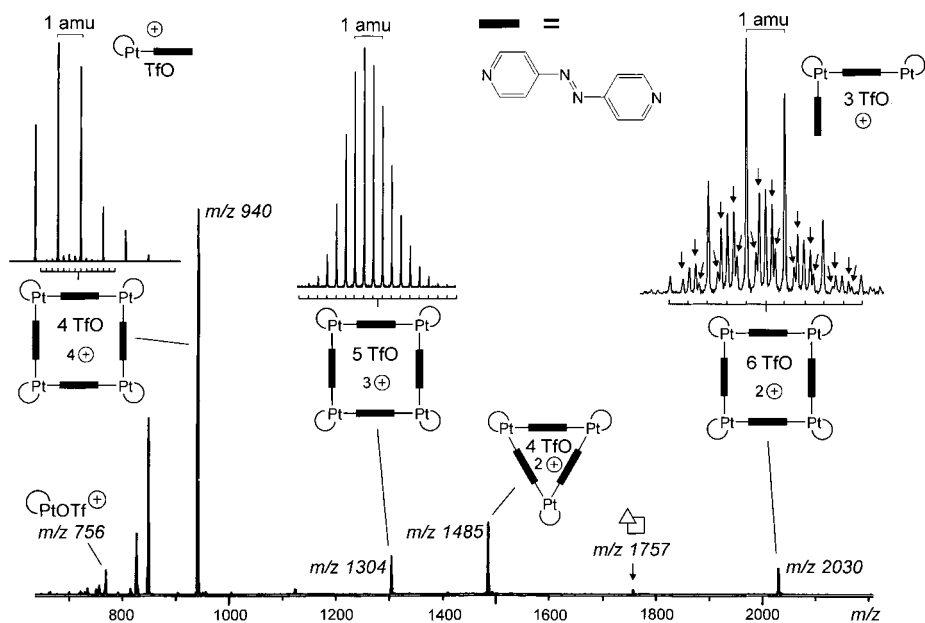 1 amu
⊕
Pt
TfO
1 amu
=
N
N
N
N
1 amu
Pt
Pt
3 TfO
⊕
m/z 940
Pt
Pt
4 TfO
4 ⊕
Pt
Pt
Pt
Pt
5 TfO
3 ⊕
Pt
Pt
Pt
Pt
6 TfO
2 ⊕
Pt
Pt
Pt
Pt
4 TfO
2 ⊕
Pt
PtOTf ⊕
m/z 756
m/z 1304
m/z 1485
m/z 1757
m/z 2030
800
1000
1200
1400
1600
1800
2000
m/z